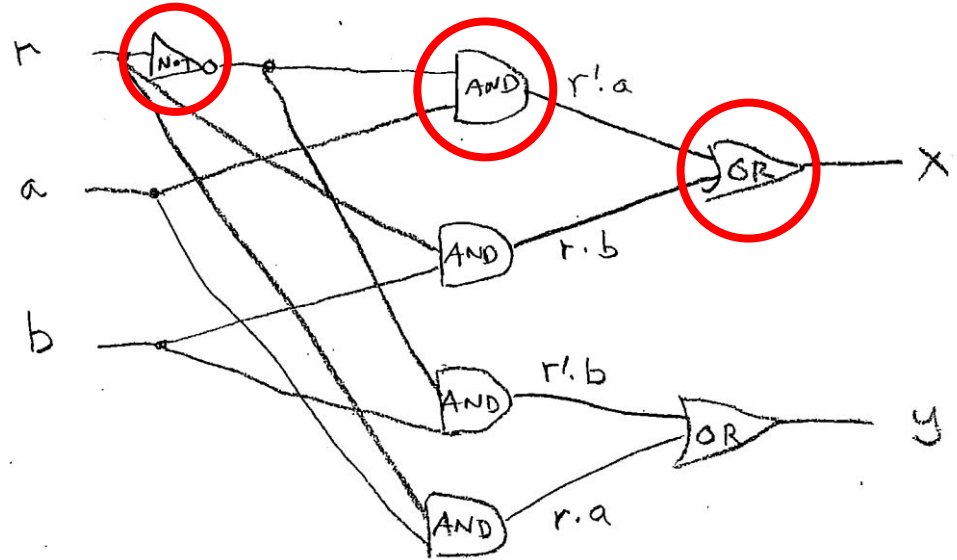 r
NOT
AND
r'.a
OR
x
a
AND
r.b
b
AND
r'.b
OR
y
AND
r.a